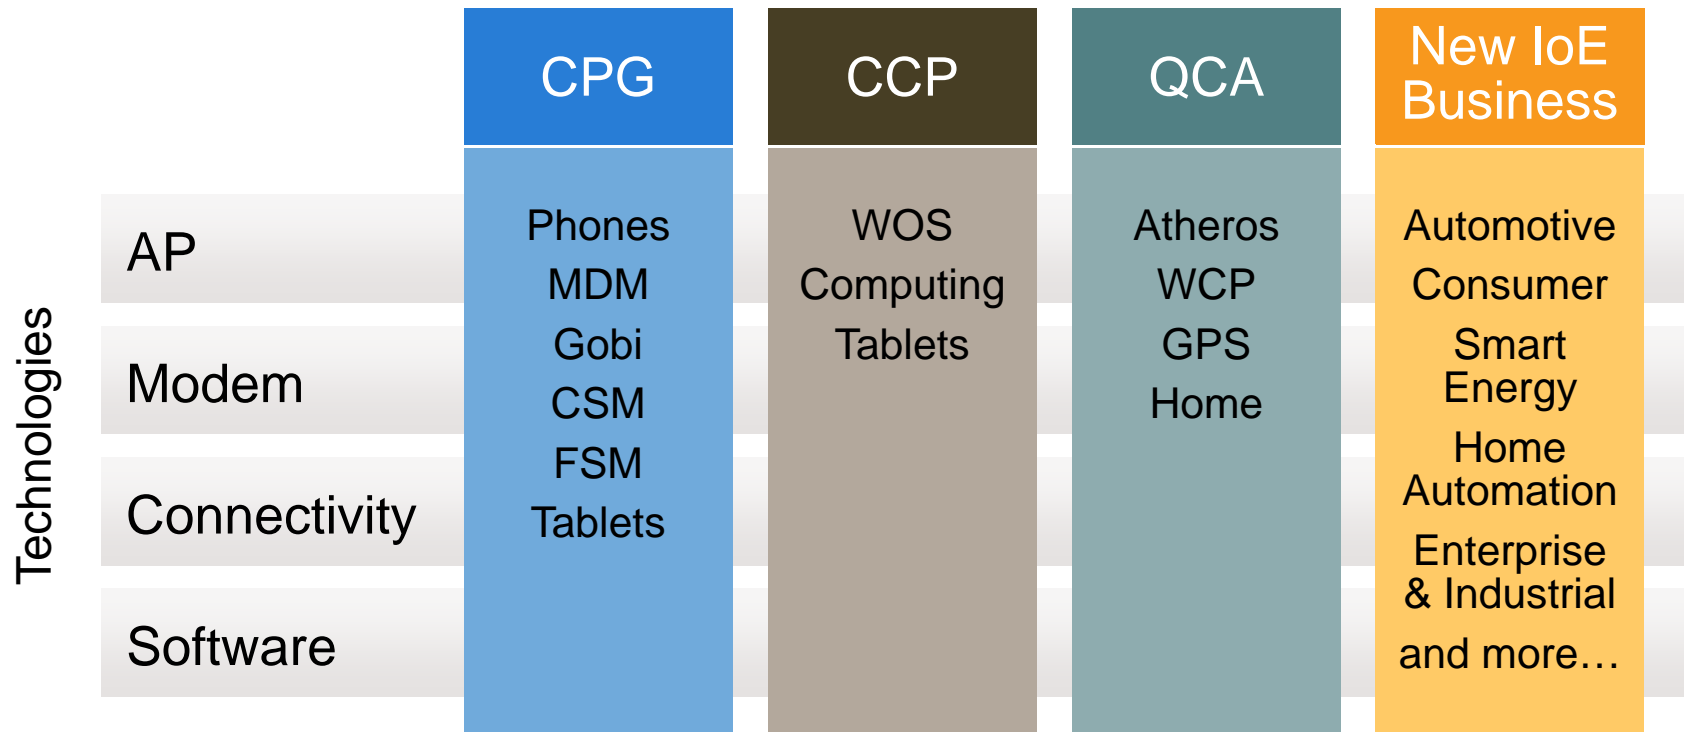 CPG
CCP
QCA
New IoE
Business
Technologies
AP
Modem
Connectivity
Software
Phones
MDM
Gobi
CSM
FSM
Tablets
WOS
Computing
Tablets
Atheros
WCP
GPS
Home
Automotive
Consumer
Smart
Energy
Home
Automation
Enterprise
& Industrial
and more…